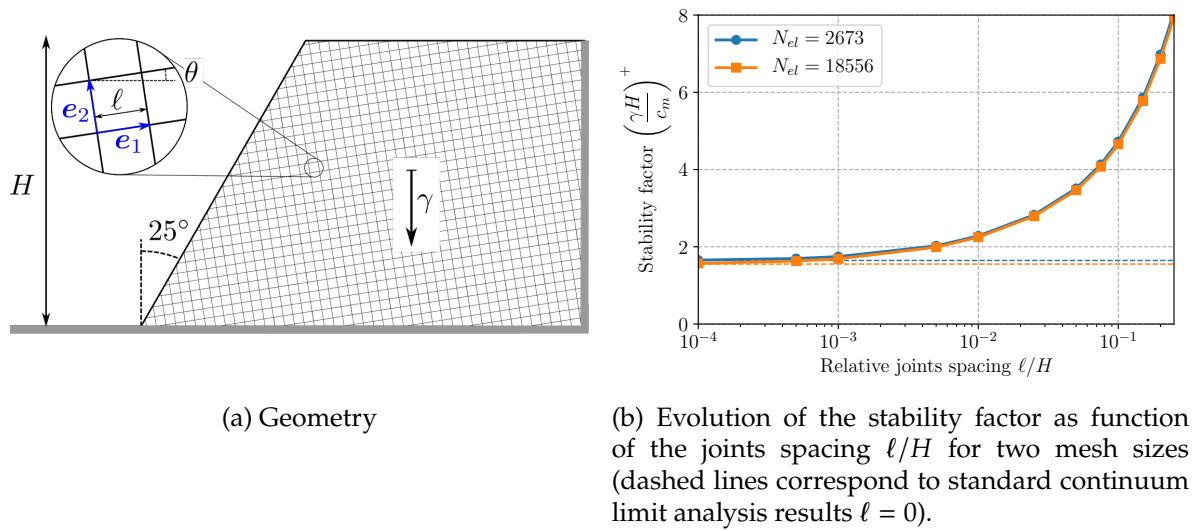 H
θ
ℓ
e₂
e₁
25°
γ
(a) Geometry
8
6
4
2
0
Stability factor (γH/cₘ)⁺
N_el = 2673
N_el = 18556
10⁻⁴
10⁻³
10⁻²
10⁻¹
Relative joints spacing ℓ/H
(b) Evolution of the stability factor as function
of the joints spacing ℓ/H for two mesh sizes
(dashed lines correspond to standard continuum
limit analysis results ℓ = 0).